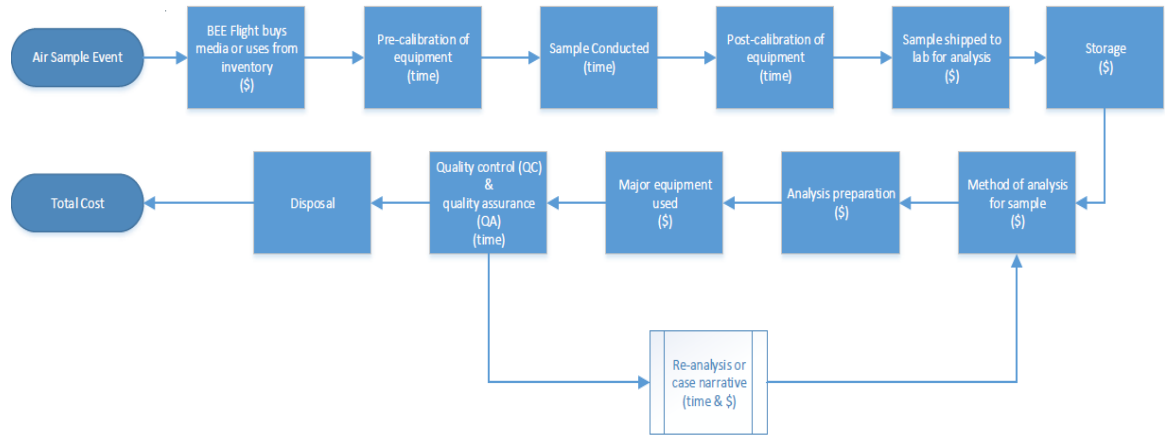 Air Sample Event
BEE Flight buys
media or uses from
inventory
($)
Pre-calibration of
equipment
(time)
Sample Conducted
(time)
Post-calibration of
equipment
(time)
Sample shipped to
lab for analysis
($)
Storage
($)
Method of analysis
for sample
($)
Analysis preparation
($)
Major equipment
used
($)
Quality control (QC)
&
quality assurance
(QA)
(time)
Disposal
Total Cost
Re-analysis or
case narrative
(time & $)